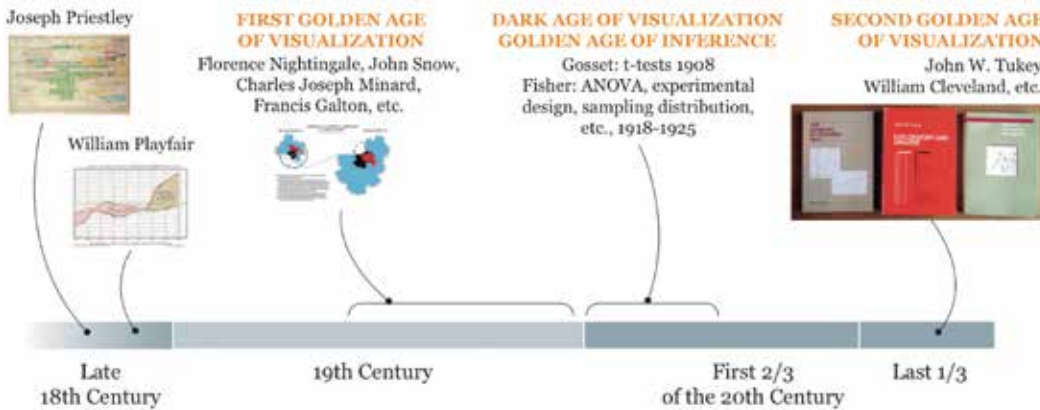 Joseph Priestley
William Playfair
FIRST GOLDEN AGE
OF VISUALIZATION
Florence Nightingale, John Snow,
Charles Joseph Minard,
Francis Galton, etc.
DARK AGE OF VISUALIZATION
GOLDEN AGE OF INFERENCE
Gosset: t-tests 1908
Fisher: ANOVA, experimental
design, sampling distribution,
etc., 1918-1925
SECOND GOLDEN AGE
OF VISUALIZATION
John W. Tukey
William Cleveland, etc.
Late
18th Century
19th Century
First 2/3
of the 20th Century
Last 1/3